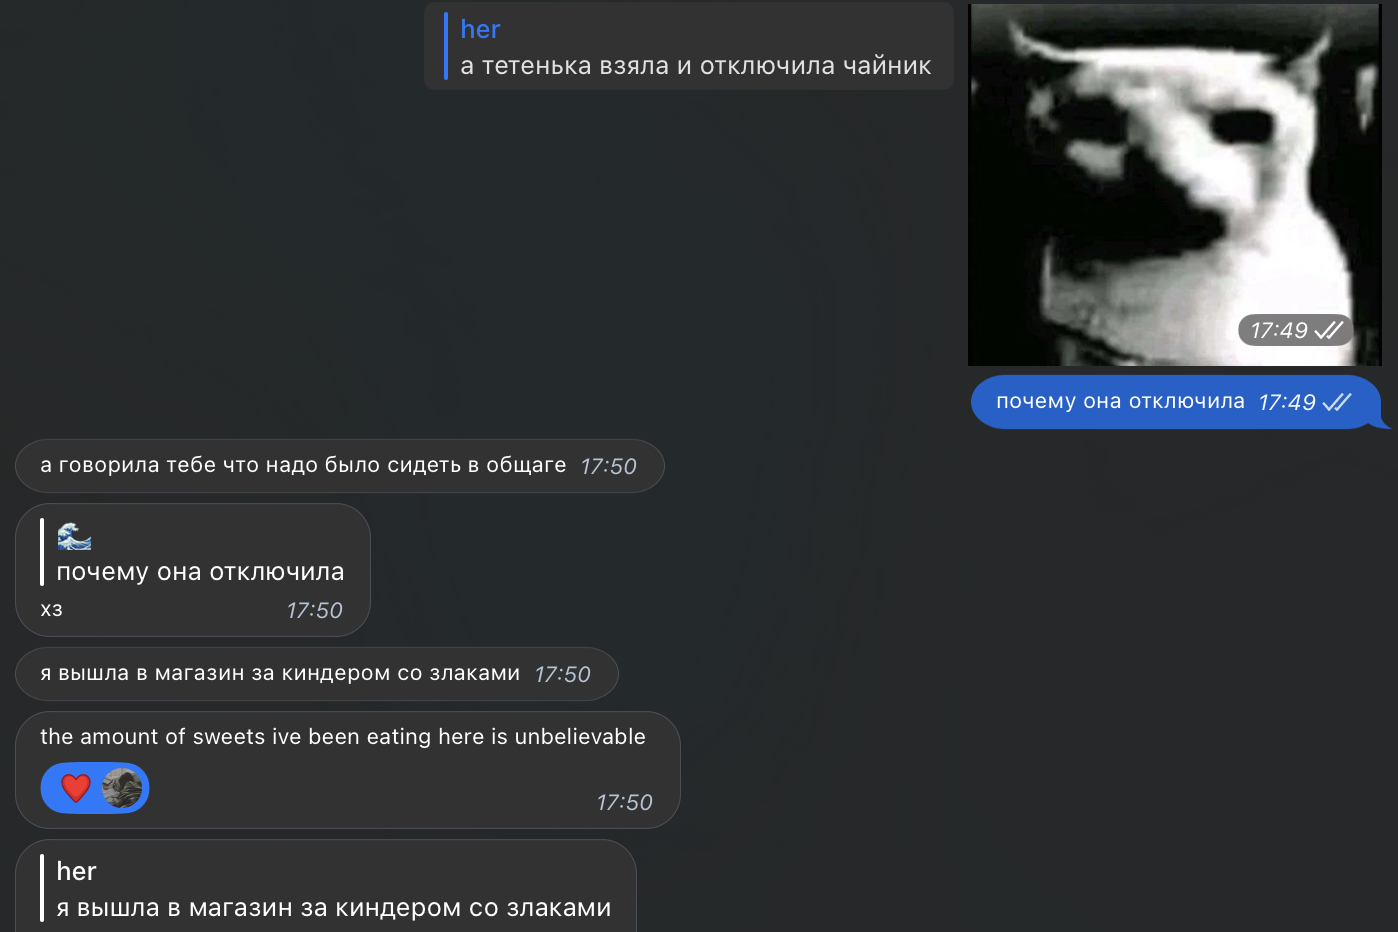 her
а тетенька взяла и отключила чайник
17:49
почему она отключила 17:49
а говорила тебе что надо было сидеть в общаге 17:50
почему она отключила
хз 17:50
я вышла в магазин за киндером со злаками 17:50
the amount of sweets ive been eating here is unbelievable
17:50
her
я вышла в магазин за киндером со злаками